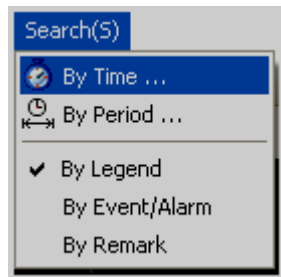 Search(S)
By Time ...
By Period ...
By Legend
By Event/Alarm
By Remark